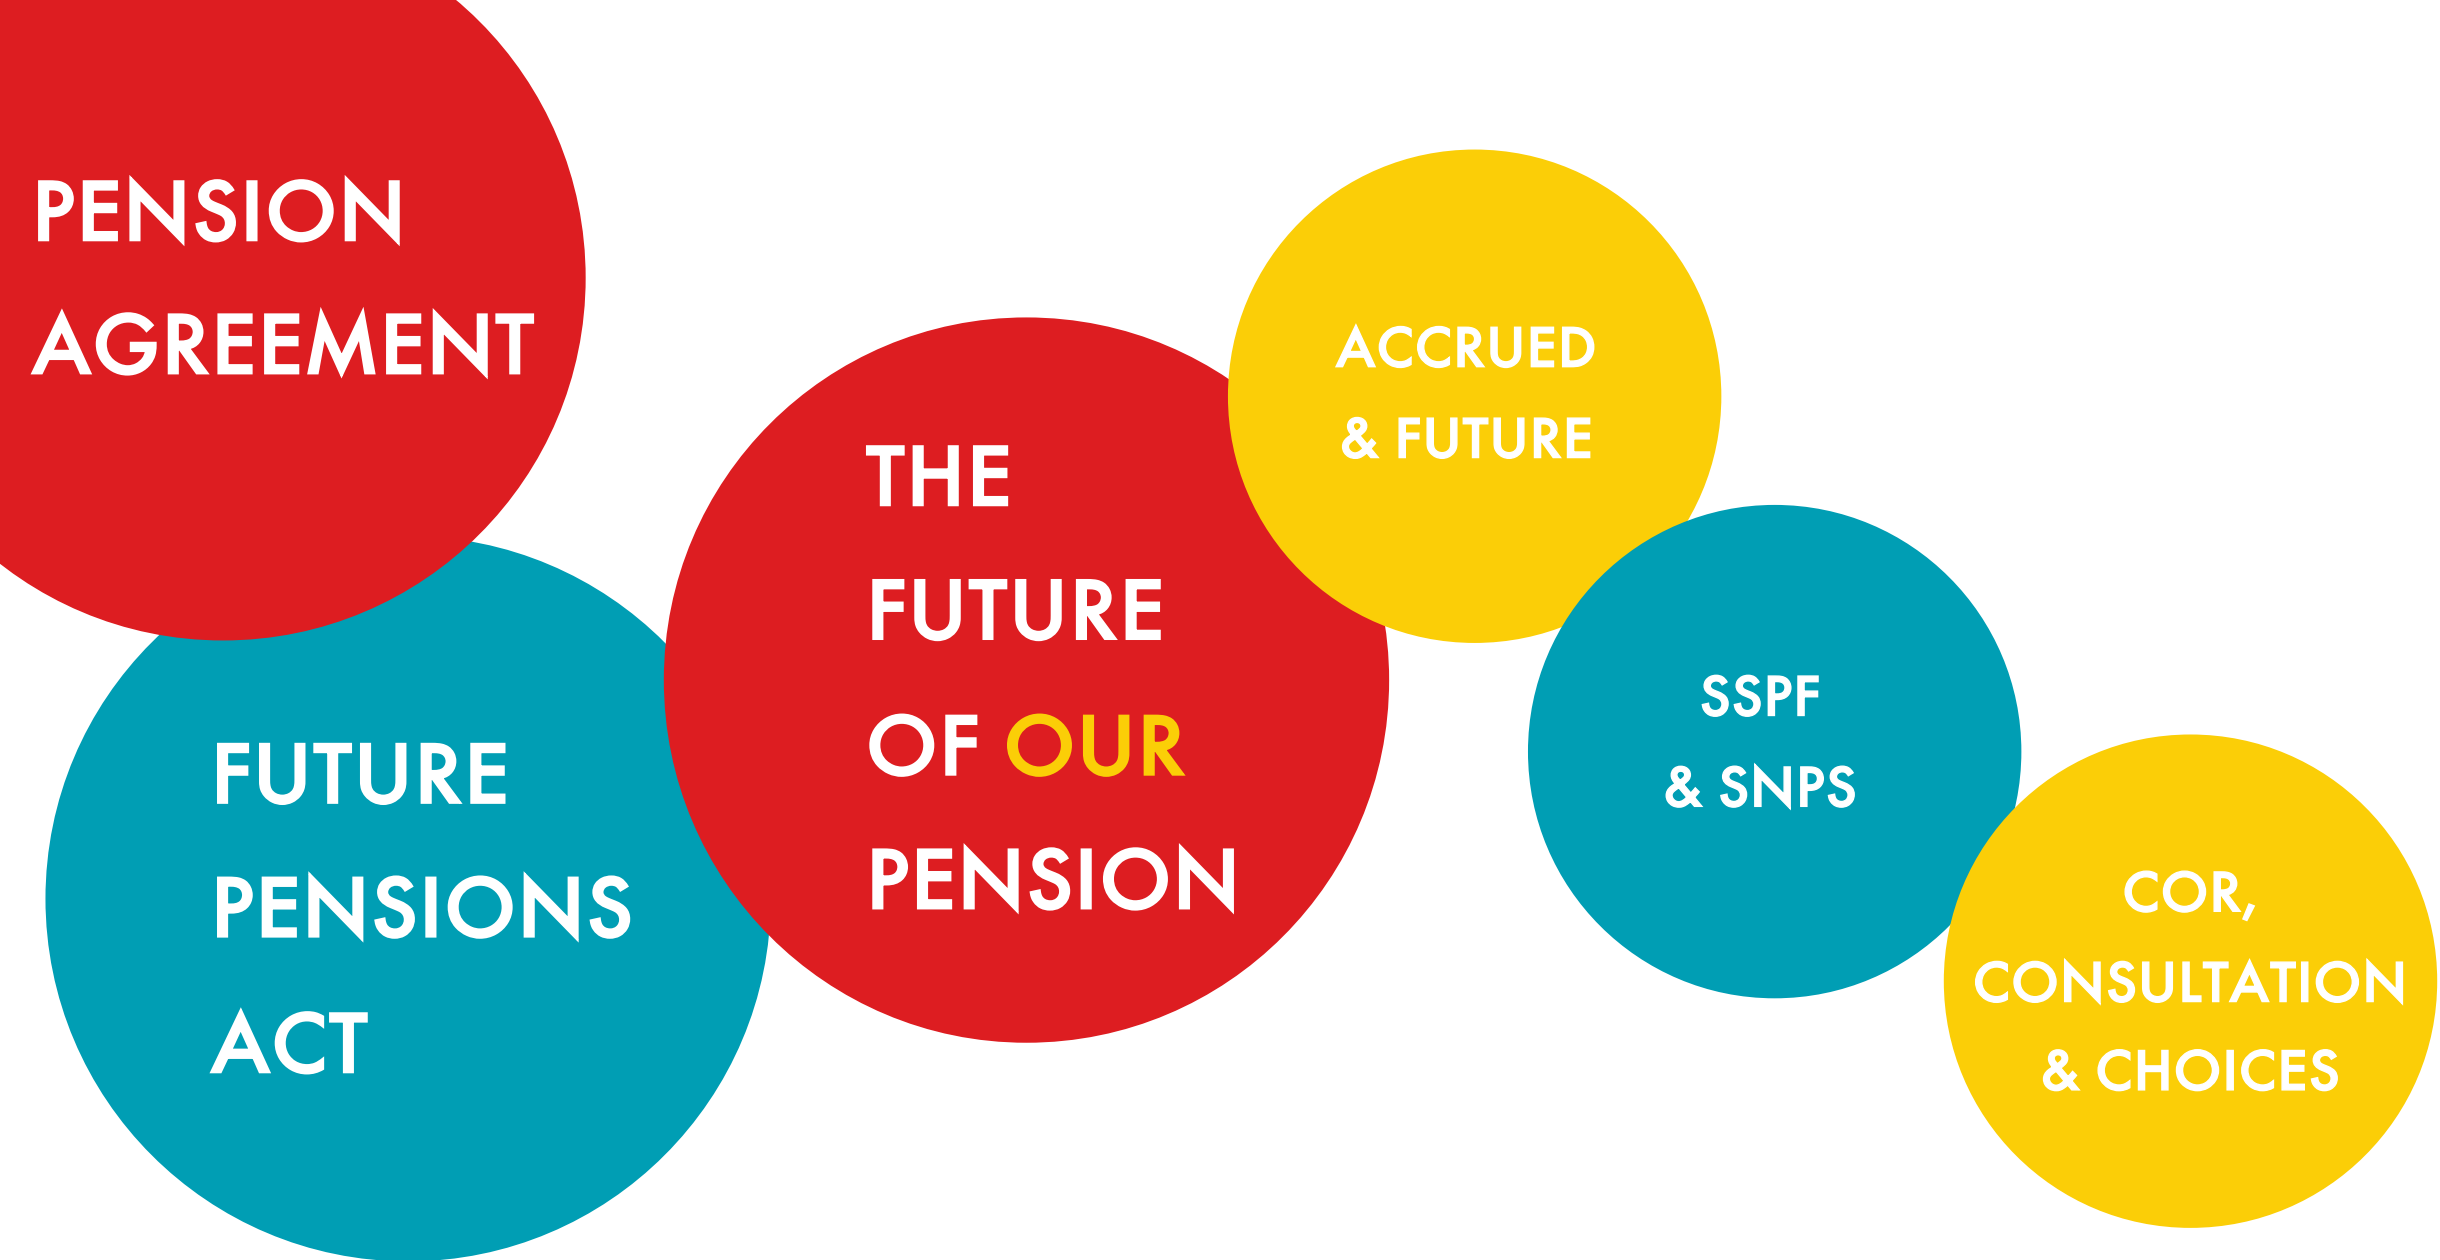 PENSION
AGREEMENT
FUTURE
PENSIONS
ACT
THE
FUTURE
OF OUR
PENSION
ACCRUED
& FUTURE
SSPF
& SNPS
COR,
CONSULTATION
& CHOICES